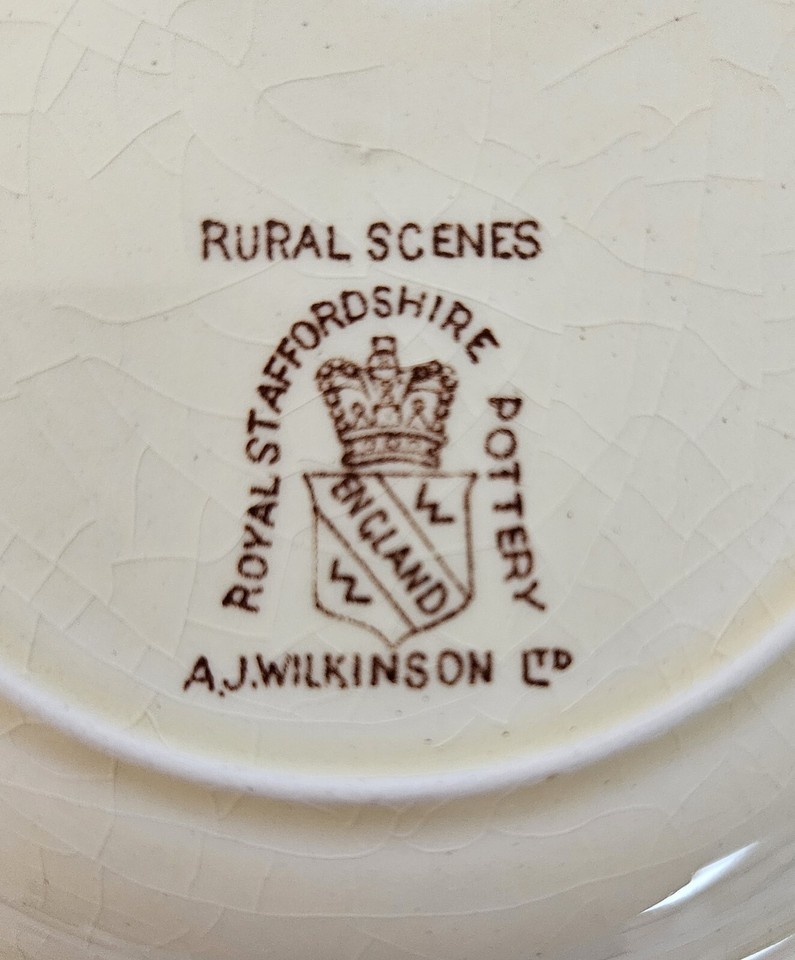 RURAL SCENES
ROYAL STAFFORDSHIRE POTTERY
ENGLAND
W
W
A.J. WILKINSON LTD